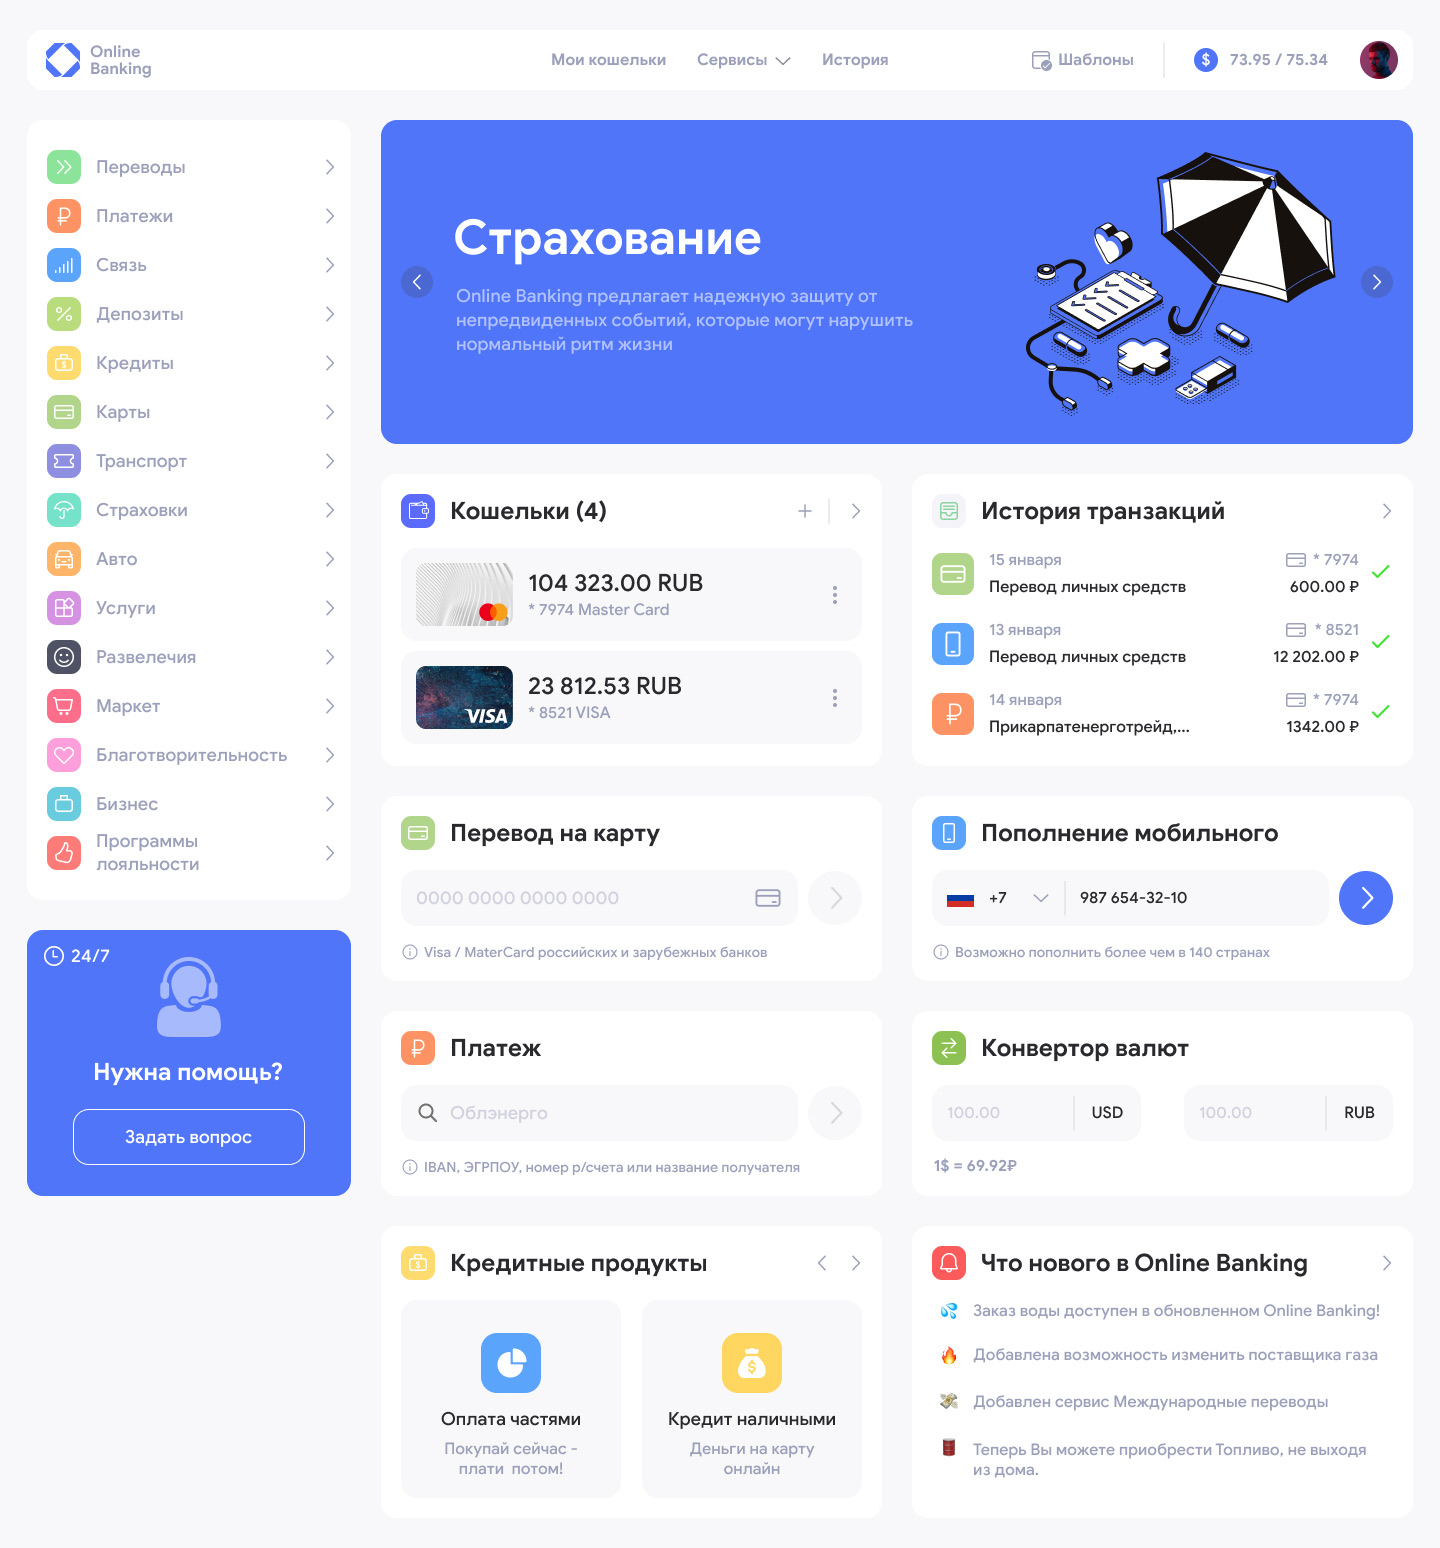 Online
Banking
Мои кошельки
Сервисы
История
Шаблоны
$
73.95 / 75.34
Переводы
Платежи
Связь
Депозиты
Кредиты
Карты
Транспорт
Страховки
Авто
Услуги
Развелечия
Маркет
Благотворительность
Бизнес
Программы
лояльности
24/7
Нужна помощь?
Задать вопрос
Страхование
Online Banking предлагает надежную защиту от
непредвиденных событий, которые могут нарушить
нормальный ритм жизни
Кошельки (4)
104 323.00 RUB
* 7974 Master Card
VISA
23 812.53 RUB
* 8521 VISA
История транзакций
15 января
* 7974
Перевод личных средств
600.00 ₽
13 января
* 8521
Перевод личных средств
12 202.00 ₽
14 января
* 7974
Прикарпатенерготрейд,...
1342.00 ₽
Перевод на карту
0000 0000 0000 0000
Visa / MaterCard российских и зарубежных банков
Пополнение мобильного
+7
987 654-32-10
Возможно пополнить более чем в 140 странах
Платеж
Облэнерго
IBAN, ЭГРПОУ, номер р/счета или название получателя
Конвертор валют
100.00
USD
100.00
RUB
1$ = 69.92₽
Кредитные продукты
Оплата частями
Покупай сейчас -
плати  потом!
Кредит наличными
Деньги на карту
онлайн
Что нового в Online Banking
Заказ воды доступен в обновленном Online Banking!
Добавлена возможность изменить поставщика газа
Добавлен сервис Международные переводы
Теперь Вы можете приобрести Топливо, не выходя
из дома.